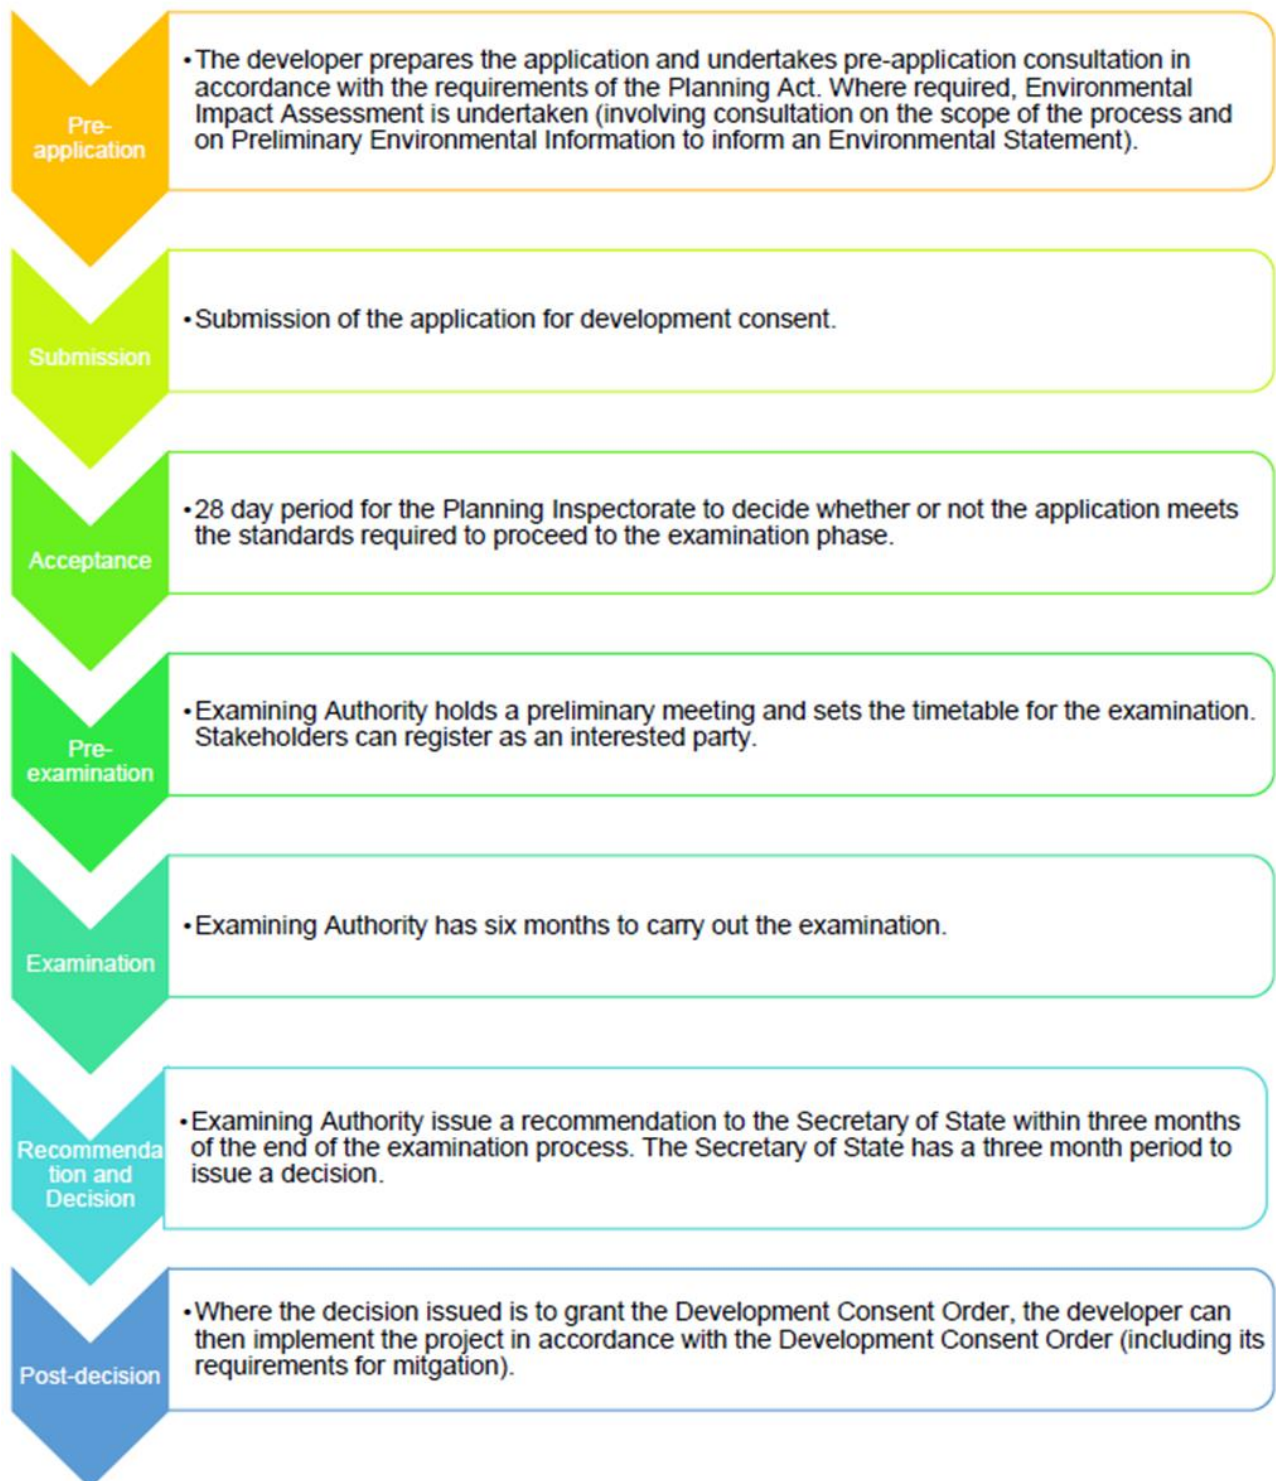 Pre-
application
•The developer prepares the application and undertakes pre-application consultation in
accordance with the requirements of the Planning Act. Where required, Environmental
Impact Assessment is undertaken (involving consultation on the scope of the process and
on Preliminary Environmental Information to inform an Environmental Statement).
Submission
•Submission of the application for development consent.
Acceptance
•28 day period for the Planning Inspectorate to decide whether or not the application meets
the standards required to proceed to the examination phase.
Pre-
examination
•Examining Authority holds a preliminary meeting and sets the timetable for the examination.
Stakeholders can register as an interested party.
Examination
•Examining Authority has six months to carry out the examination.
Recommenda
tion and
Decision
•Examining Authority issue a recommendation to the Secretary of State within three months
of the end of the examination process. The Secretary of State has a three month period to
issue a decision.
Post-decision
•Where the decision issued is to grant the Development Consent Order, the developer can
then implement the project in accordance with the Development Consent Order (including its
requirements for mitgation).